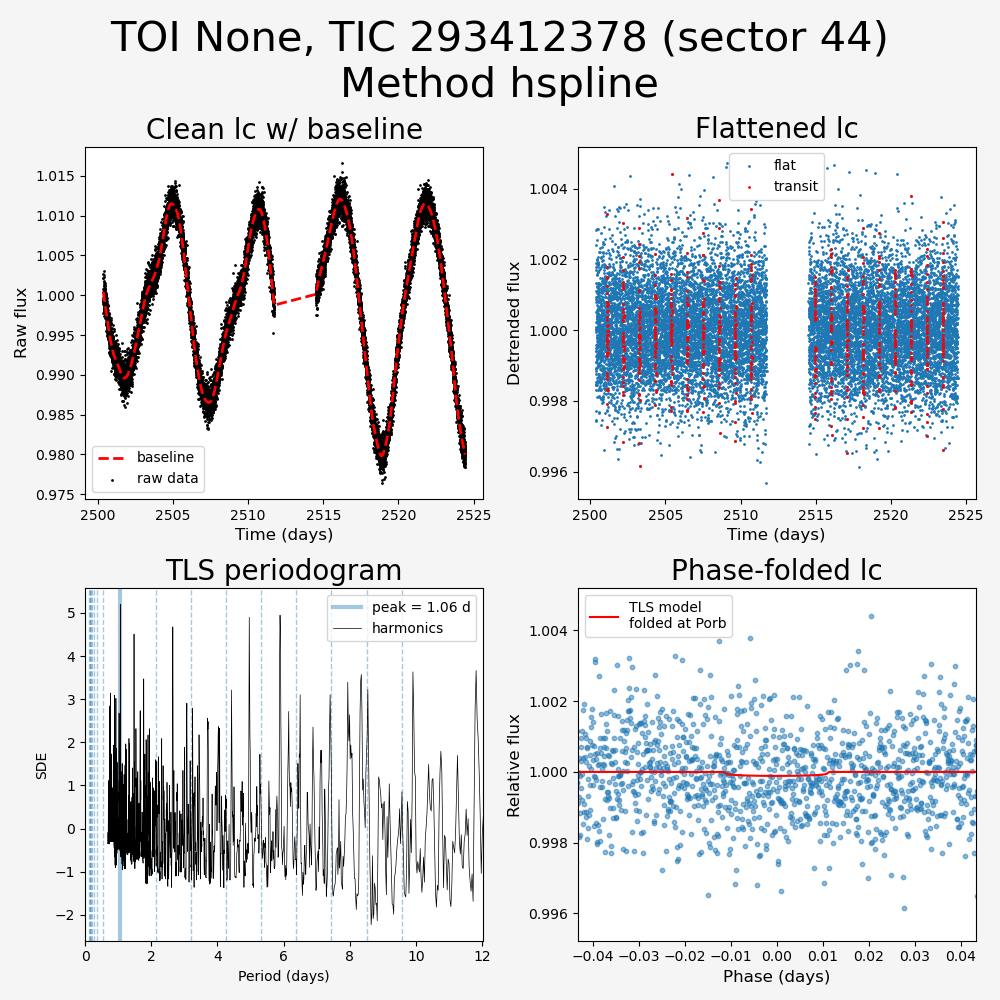 TOI None, TIC 293412378 (sector 44)
Method hspline
Clean lc w/ baseline
Raw flux
1.015
1.010
1.005
1.000
0.995
0.990
0.985
0.980
0.975
baseline
raw data
2500 2505 2510 2515 2520 2525
Time (days)
Flattened lc
Detrended flux
1.004
1.002
1.000
0.998
0.996
flat
transit
2500 2505 2510 2515 2520 2525
Time (days)
TLS periodogram
SDE
5
4
3
2
1
0
−1
−2
peak = 1.06 d
harmonics
0 2 4 6 8 10 12
Period (days)
Phase-folded lc
Relative flux
1.004
1.002
1.000
0.998
0.996
TLS model
folded at Porb
−0.04 −0.03 −0.02 −0.01 0.00 0.01 0.02 0.03 0.04
Phase (days)